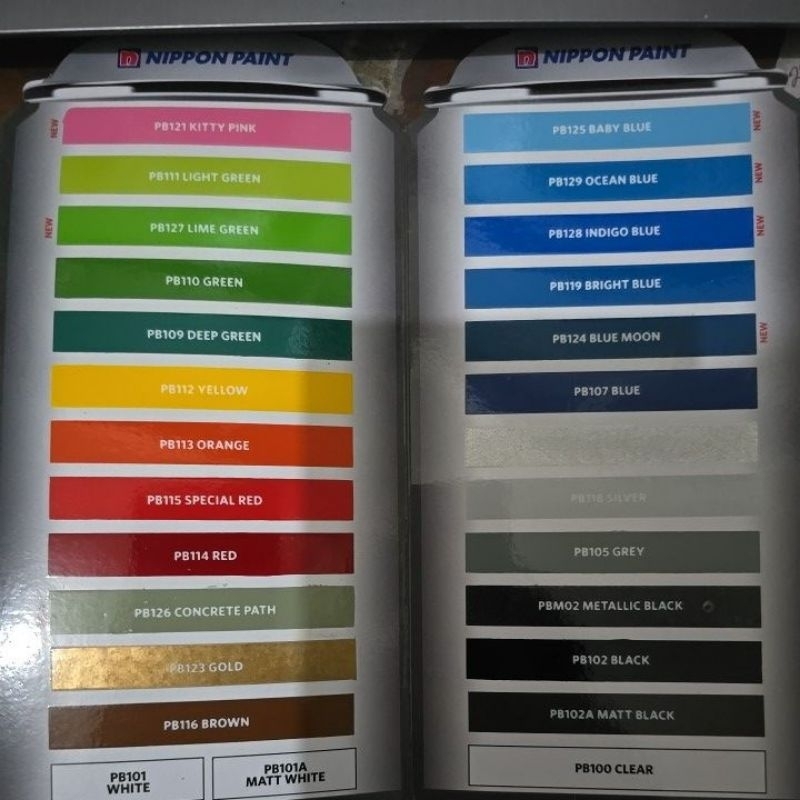 NIPPON PAINT
NEW
PB121 KITTY PINK
PB111 LIGHT GREEN
NEW
PB127 LIME GREEN
PB110 GREEN
PB109 DEEP GREEN
PB112 YELLOW
PB113 ORANGE
PB115 SPECIAL RED
PB114 RED
PB126 CONCRETE PATH
PB123 GOLD
PB116 BROWN
PB101
WHITE
PB101A
MATT WHITE
NIPPON PAINT
PB125 BABY BLUE
NEW
PB129 OCEAN BLUE
NEW
PB128 INDIGO BLUE
NEW
PB119 BRIGHT BLUE
PB124 BLUE MOON
NEW
PB107 BLUE
PB118 SILVER
PB105 GREY
PBM02 METALLIC BLACK
PB102 BLACK
PB102A MATT BLACK
PB100 CLEAR